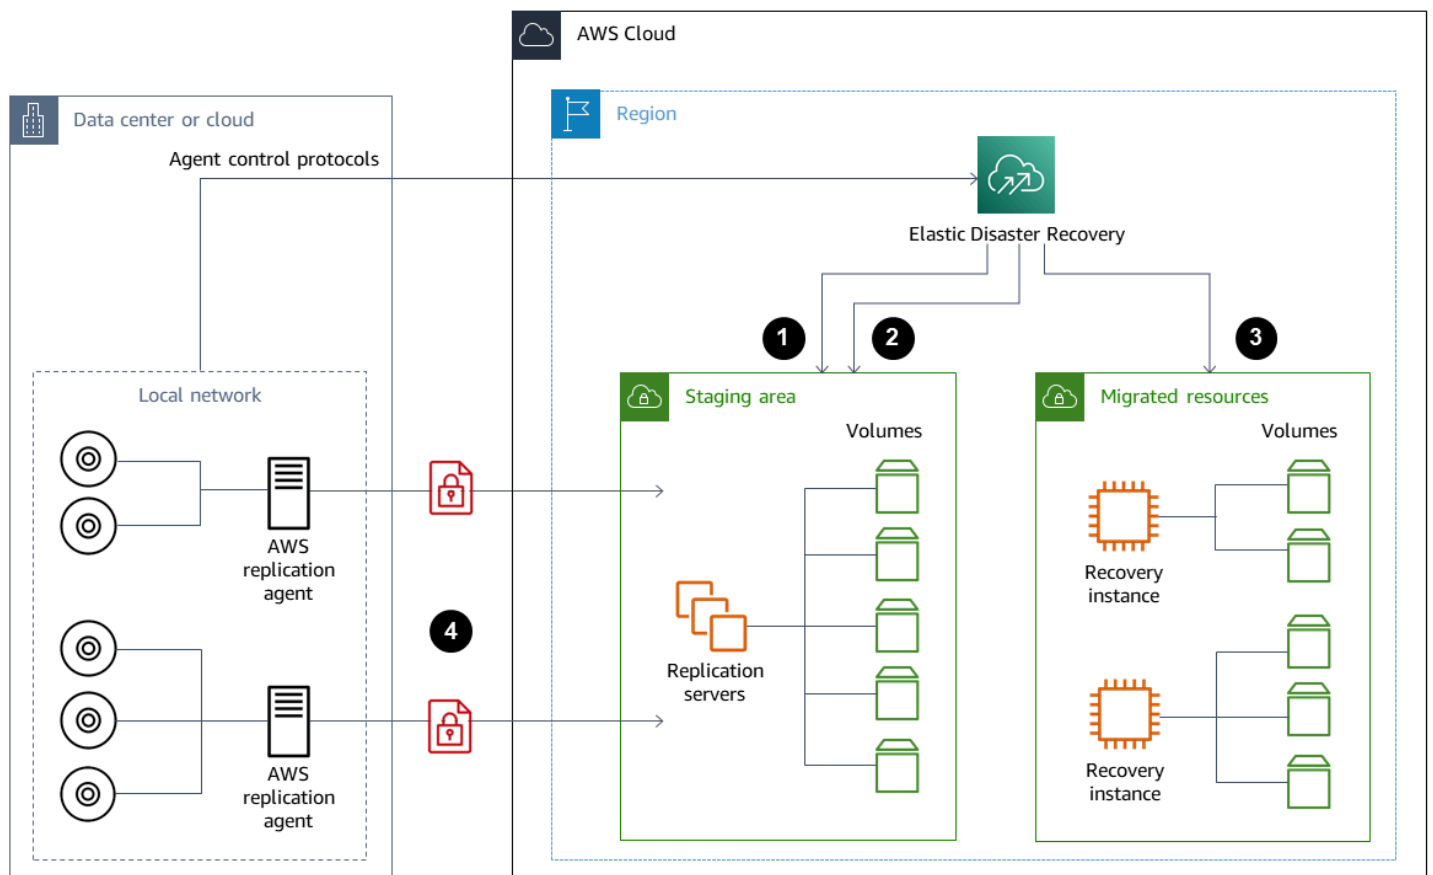 AWS Cloud
Data center or cloud
Region
Agent control protocols
Elastic Disaster Recovery
1
2
3
Local network
Staging area
Migrated resources
Volumes
Volumes
AWS
replication
agent
Recovery
instance
4
Replication
servers
AWS
replication
agent
Recovery
instance